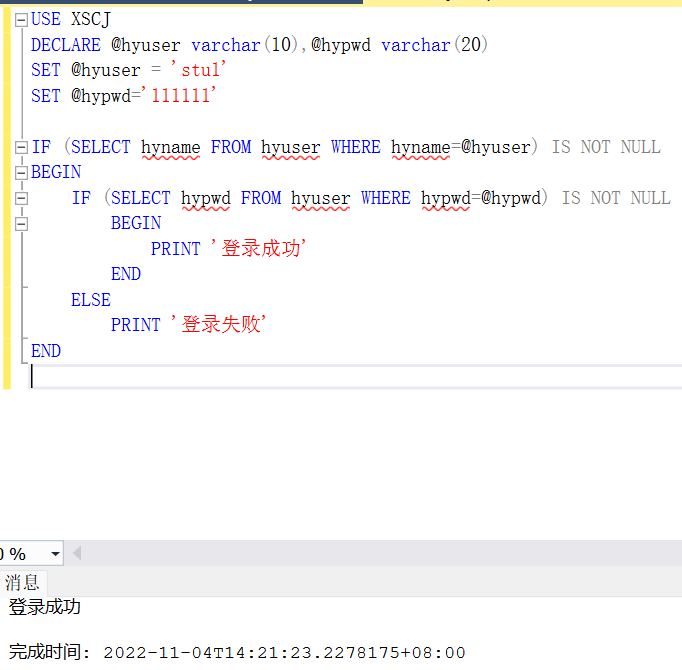 USE XSCJ
DECLARE @hyuser varchar(10),@hypwd varchar(20)
SET @hyuser = 'stu1'
SET @hypwd='111111'
IF (SELECT hyname FROM hyuser WHERE hyname=@hyuser) IS NOT NULL
BEGIN
IF (SELECT hypwd FROM hyuser WHERE hypwd=@hypwd) IS NOT NULL
BEGIN
PRINT '登录成功'
END
ELSE
PRINT '登录失败'
END
0 %
消息
登录成功
完成时间: 2022-11-04T14:21:23.2278175+08:00